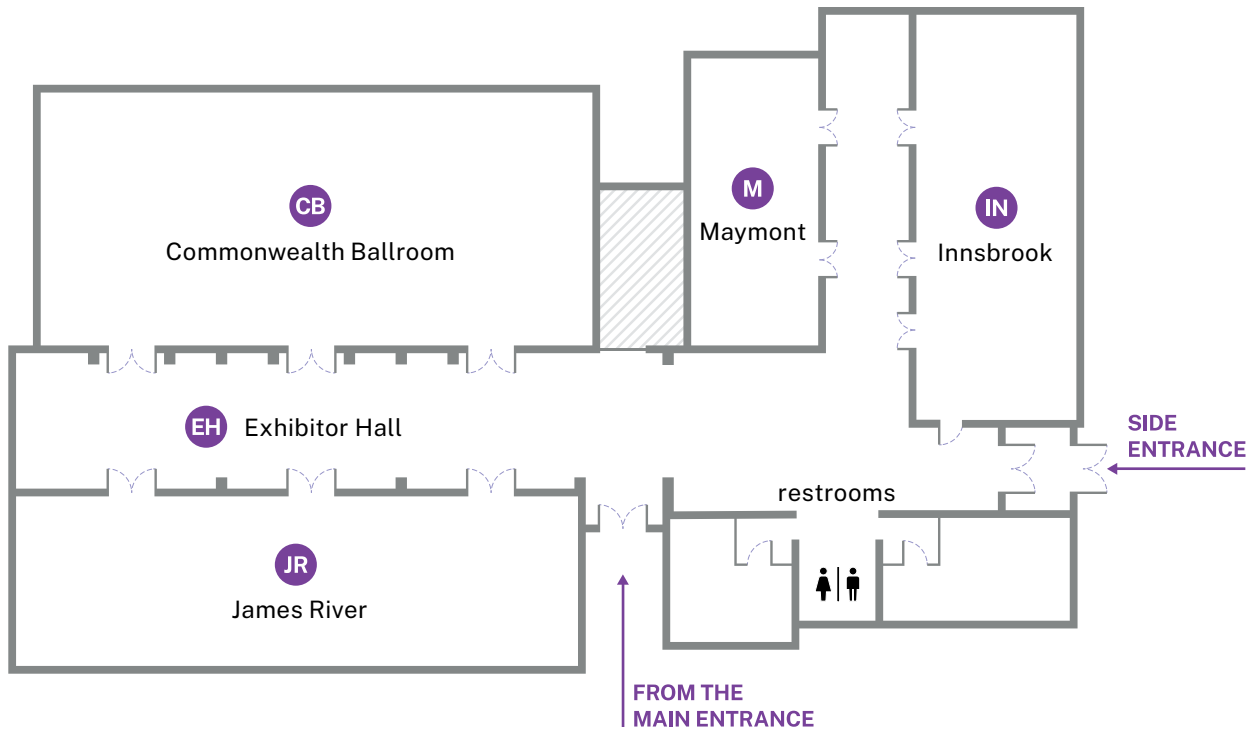 M
Maymont
CB
Commonwealth Ballroom
IN
Innsbrook
EH
Exhibitor Hall
SIDE
ENTRANCE
restrooms
JR
James River
FROM THE
MAIN ENTRANCE